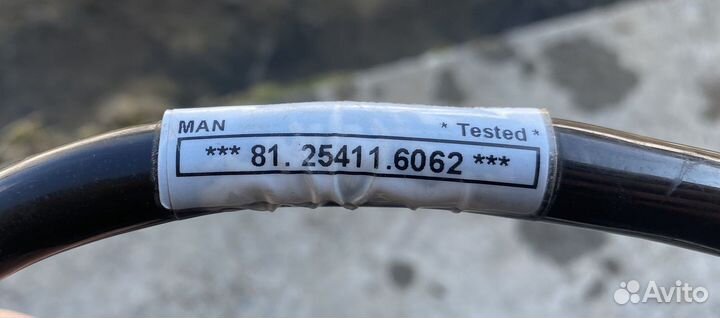 MAN * Tested *
*** 81. 25411.6062 ***
Avito